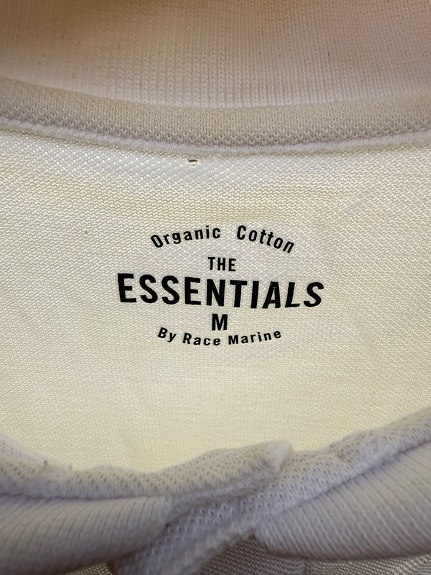 Organic Cotton
THE
ESSENTIALS
M
By Race Marine